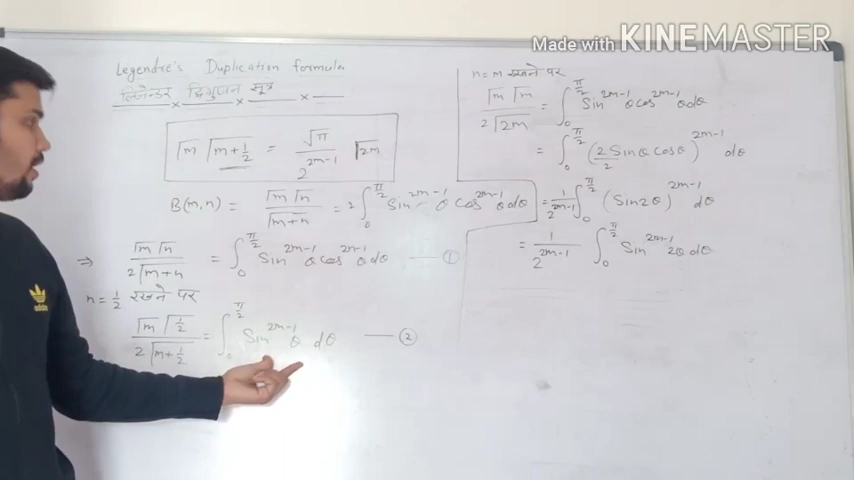 Made with KINEMASTER
Legendre's Duplication formula
लिजेन्डर द्विगुणन सूत्र
Γm Γm+1/2 = √π / 2^2m-1 Γ2m
B(m,n) = Γm Γn / Γm+n = 2 ∫₀^π/2 Sin^2m-1 θ cos^2n-1 θ dθ
⇒ Γm Γn / 2Γm+n = ∫₀^π/2 Sin^2m-1 θ cos^2n-1 θ dθ —— ①
n = 1/2 रखने पर
Γm Γ1/2 / 2Γm+1/2 = ∫₀^π/2 Sin^2m-1 θ dθ —— ②
n = m रखने पर
Γm Γm / 2Γ2m = ∫₀^π/2 Sin^2m-1 θ cos^2m-1 θ dθ
= ∫₀^π/2 (2 Sinθ cosθ / 2)^2m-1 dθ
= 1/2^2m-1 ∫₀^π/2 (Sin2θ)^2m-1 dθ
= 1/2^2m-1 ∫₀^π/2 Sin^2m-1 2θ dθ
adidas